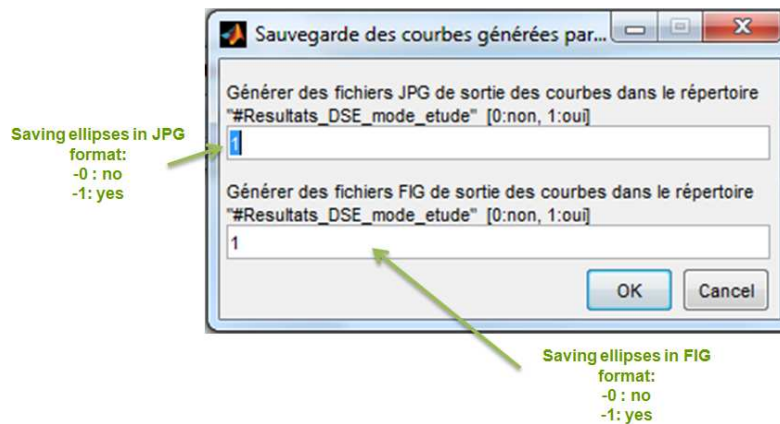 Sauvegarde des courbes générées par...
Générer des fichiers JPG de sortie des courbes dans le répertoire
"#Resultats_DSE_mode_etude" [0:non, 1:oui]
1
Saving ellipses in JPG
format:
-0 : no
-1: yes
Générer des fichiers FIG de sortie des courbes dans le répertoire
"#Resultats_DSE_mode_etude" [0:non, 1:oui]
1
OK
Cancel
Saving ellipses in FIG
format:
-0 : no
-1: yes